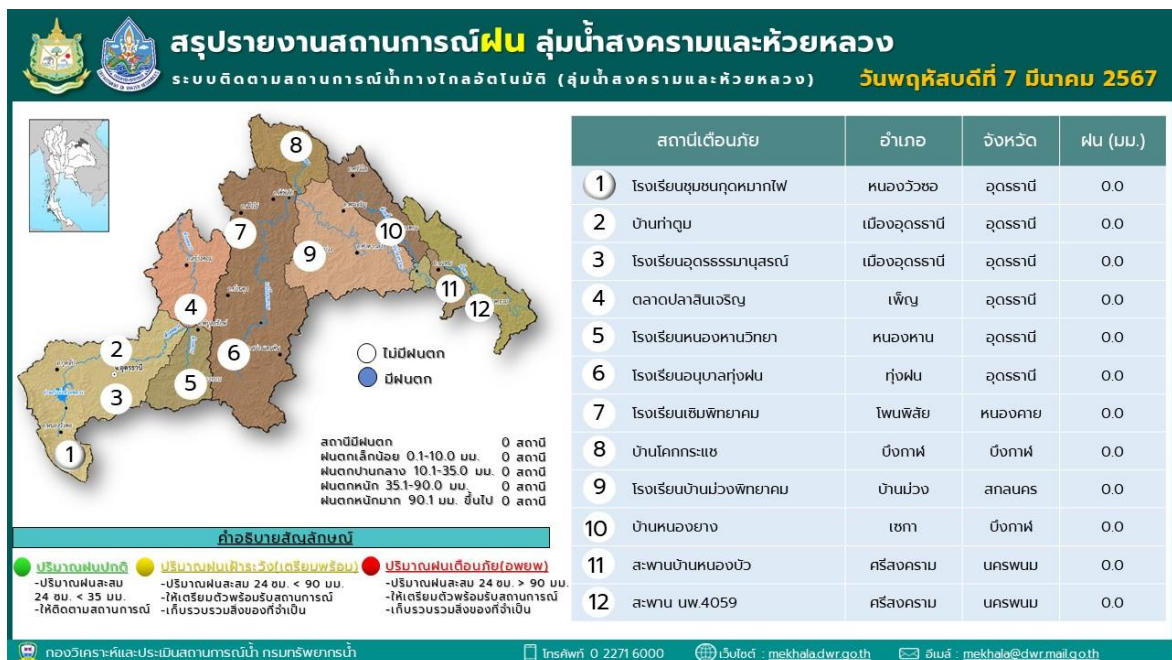 สรุปรายงานสถานการณ์ฝน ลุ่มน้ำสงครามและห้วยหลวง
ระบบติดตามสถานการณ์น้ำทางไกลอัตโนมัติ (ลุ่มน้ำสงครามและห้วยหลวง) วันพฤหัสบดีที่ 7 มีนาคม 2567
8
7
10
9
11
12
4
6
2
5
3
1
อ.อุดรธานี
ไม่มีฝนตก
มีฝนตก
สถานีมีฝนตก 0 สถานี
ฝนตกเล็กน้อย 0.1-10.0 มม. 0 สถานี
ฝนตกปานกลาง 10.1-35.0 มม. 0 สถานี
ฝนตกหนัก 35.1-90.0 มม. 0 สถานี
ฝนตกหนักมาก 90.1 มม. ขึ้นไป 0 สถานี
คำอธิบายสัญลักษณ์
ปริมาณฝนปกติ
-ปริมาณฝนสะสม
24 ชม. < 35 มม.
-ให้ติดตามสถานการณ์
ปริมาณฝนเฝ้าระวัง(เตรียมพร้อม)
-ปริมาณฝนสะสม 24 ชม. < 90 มม.
-ให้เตรียมตัวพร้อมรับสถานการณ์
-เก็บรวบรวมสิ่งของที่จำเป็น
ปริมาณฝนเตือนภัย(อพยพ)
-ปริมาณฝนสะสม 24 ชม. > 90 มม.
-ให้เตรียมตัวพร้อมรับสถานการณ์
-เก็บรวบรวมสิ่งของที่จำเป็น
สถานีเตือนภัย อำเภอ จังหวัด ฝน (มม.)
1 โรงเรียนชุมชนกุดหมากไฟ หนองวัวซอ อุดรธานี 0.0
2 บ้านท่าตูม เมืองอุดรธานี อุดรธานี 0.0
3 โรงเรียนอุดรธรรมานุสรณ์ เมืองอุดรธานี อุดรธานี 0.0
4 ตลาดปลาสินเจริญ เพ็ญ อุดรธานี 0.0
5 โรงเรียนหนองหานวิทยา หนองหาน อุดรธานี 0.0
6 โรงเรียนอนุบาลทุ่งฝน ทุ่งฝน อุดรธานี 0.0
7 โรงเรียนเซิมพิทยาคม โพนพิสัย หนองคาย 0.0
8 บ้านโคกกระแซ บึงกาฬ บึงกาฬ 0.0
9 โรงเรียนบ้านม่วงพิทยาคม บ้านม่วง สกลนคร 0.0
10 บ้านหนองยาง เซกา บึงกาฬ 0.0
11 สะพานบ้านหนองบัว ศรีสงคราม นครพนม 0.0
12 สะพาน นพ.4059 ศรีสงคราม นครพนม 0.0
กองวิเคราะห์และประเมินสถานการณ์น้ำ กรมทรัพยากรน้ำ โทรศัพท์ 0 2271 6000 เว็บไซต์ : mekhala.dwr.go.th อีเมล์ : mekhala@dwr.mail.go.th